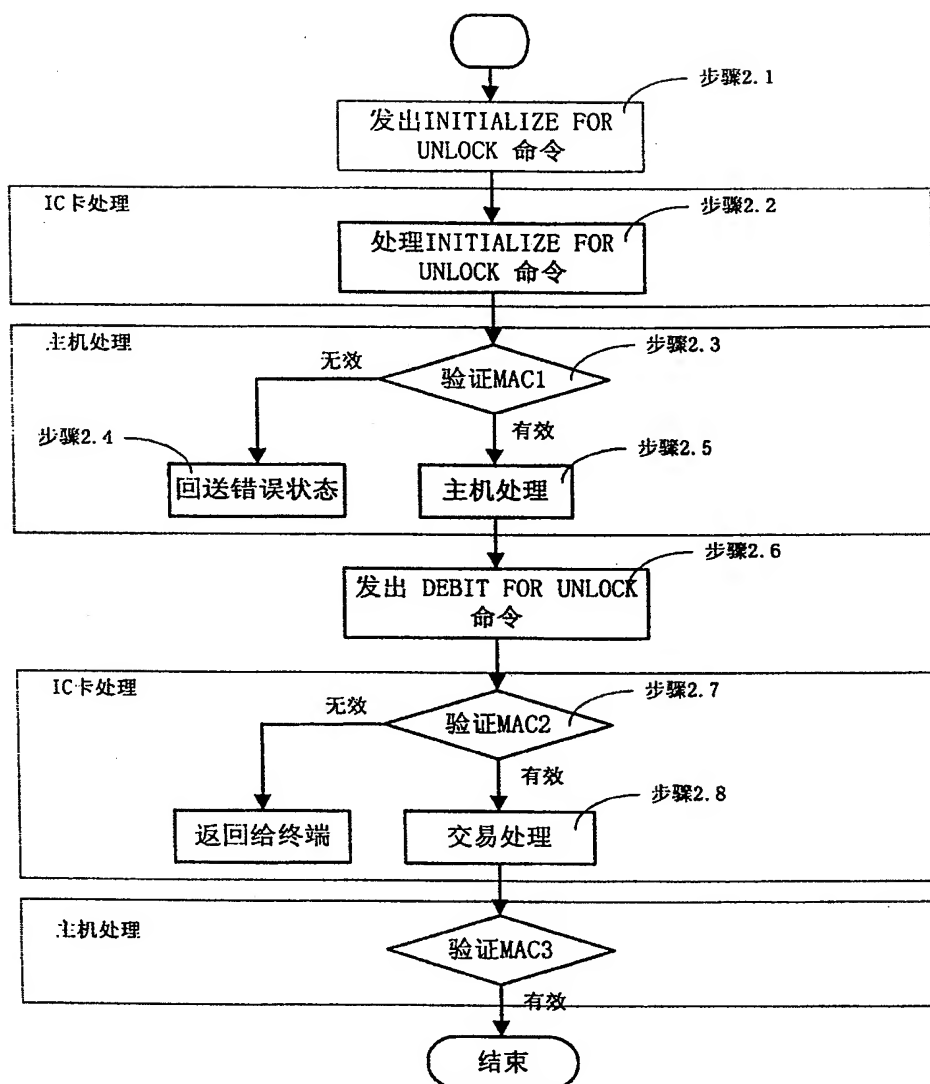 步骤2.1
发出INITIALIZE FOR
UNLOCK 命令
IC卡处理
步骤2.2
处理INITIALIZE FOR
UNLOCK 命令
主机处理
步骤2.3
无效
验证MAC1
有效
步骤2.4
步骤2.5
回送错误状态
主机处理
步骤2.6
发出 DEBIT FOR UNLOCK
命令
IC卡处理
步骤2.7
无效
验证MAC2
有效
步骤2.8
返回给终端
交易处理
主机处理
验证MAC3
有效
结束